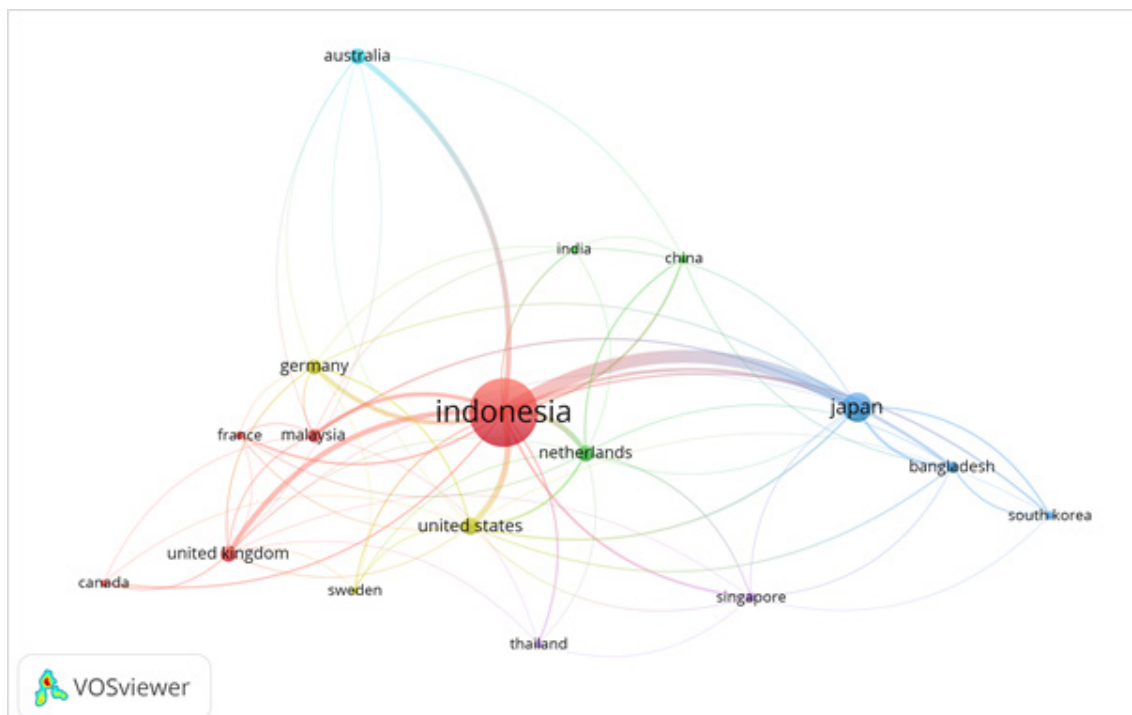 australia
india
china
germany
indonesia
japan
france
malaysia
netherlands
bangladesh
south korea
united states
united kingdom
canada
sweden
singapore
thailand
VOSviewer